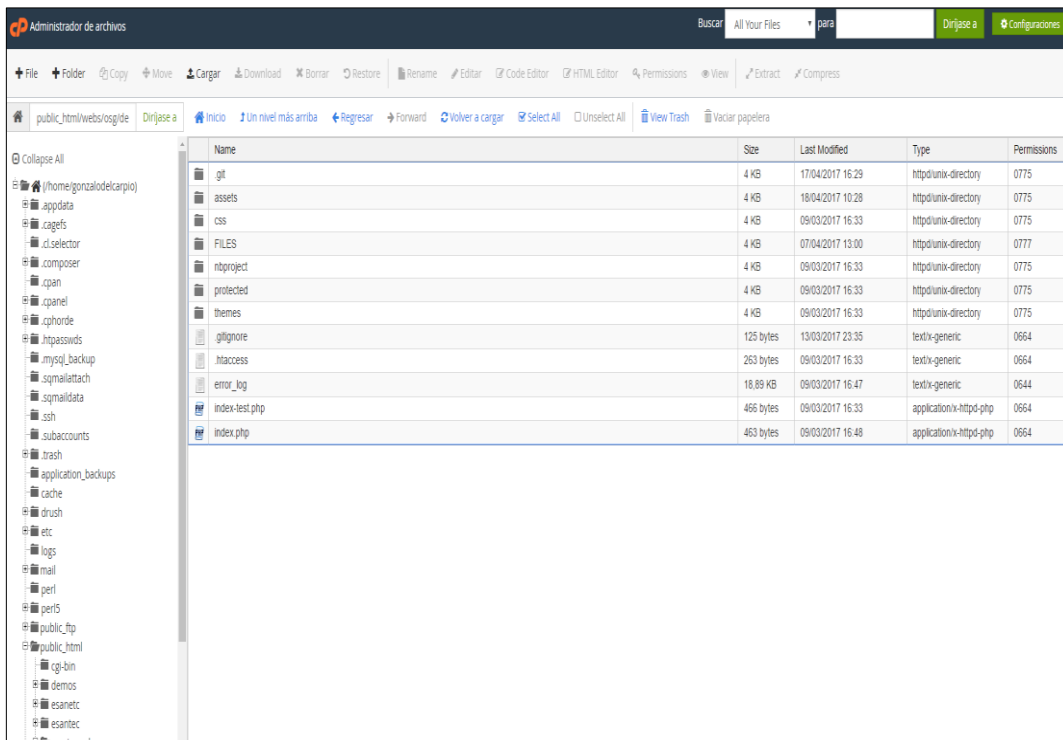 cP Administrador de archivos Buscar All Your Files para Diríjase a Configuraciones
File Folder Copy Move Cargar Download Borrar Restore Rename Editar Code Editor HTML Editor Permissions View Extract Compress
public_html/webs/osg/de Diríjase a Inicio Un nivel más arriba Regresar Forward Volver a cargar Select All Unselect All View Trash Vaciar papelera
Collapse All
(/home/gonzalodelcarpio)
.appdata
.cagefs
.cl.selector
.composer
.cpan
.cpanel
.cphorde
.htpasswds
.mysql_backup
.sqmailattach
.sqmaildata
.ssh
.subaccounts
.trash
application_backups
cache
drush
etc
logs
mail
perl
perl5
public_ftp
public_html
cgi-bin
demos
esanetc
esantec
Name Size Last Modified Type Permissions
.git 4 KB 17/04/2017 16:29 httpd/unix-directory 0775
assets 4 KB 18/04/2017 10:28 httpd/unix-directory 0775
css 4 KB 09/03/2017 16:33 httpd/unix-directory 0775
FILES 4 KB 07/04/2017 13:00 httpd/unix-directory 0777
nbproject 4 KB 09/03/2017 16:33 httpd/unix-directory 0775
protected 4 KB 09/03/2017 16:33 httpd/unix-directory 0775
themes 4 KB 09/03/2017 16:33 httpd/unix-directory 0775
.gitignore 125 bytes 13/03/2017 23:35 text/x-generic 0664
.htaccess 263 bytes 09/03/2017 16:33 text/x-generic 0664
error_log 18,89 KB 09/03/2017 16:47 text/x-generic 0644
index-test.php 466 bytes 09/03/2017 16:33 application/x-httpd-php 0664
index.php 463 bytes 09/03/2017 16:48 application/x-httpd-php 0664